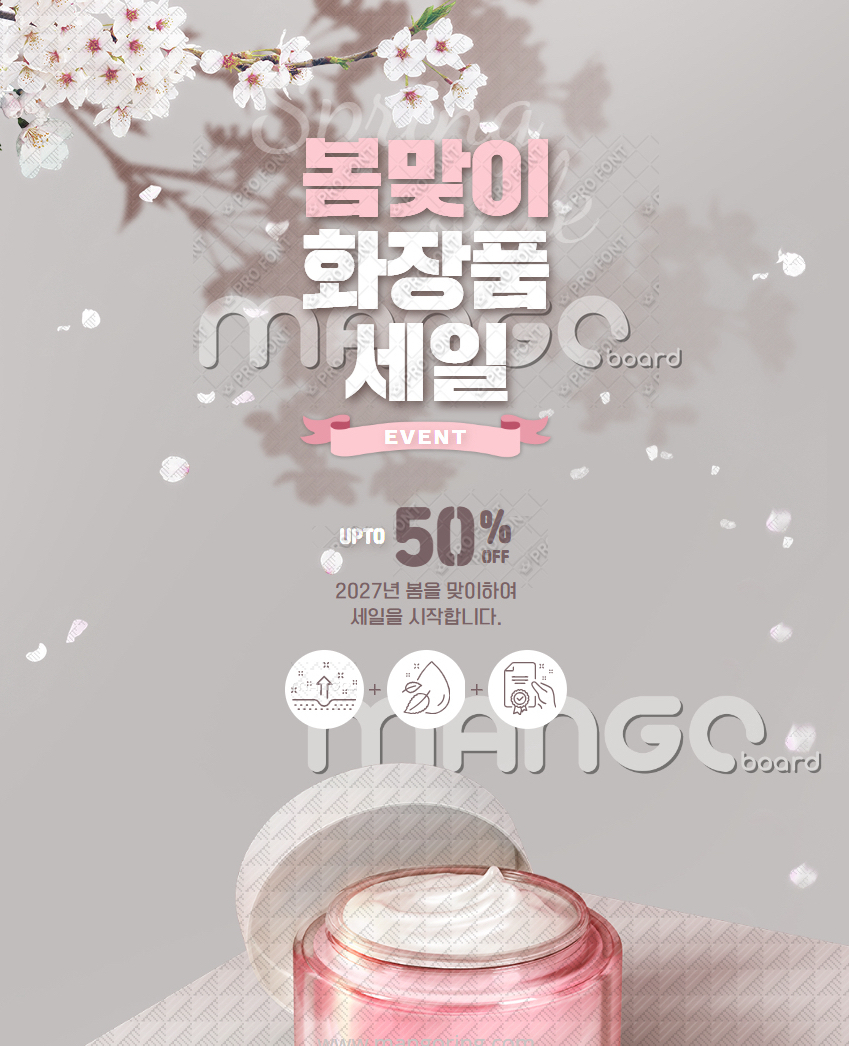 Spring
봄맞이
화장품
세일
MANGO board
EVENT
UPTO 50% OFF
2027년 봄을 맞이하여
세일을 시작합니다.
+ +
MANGO board